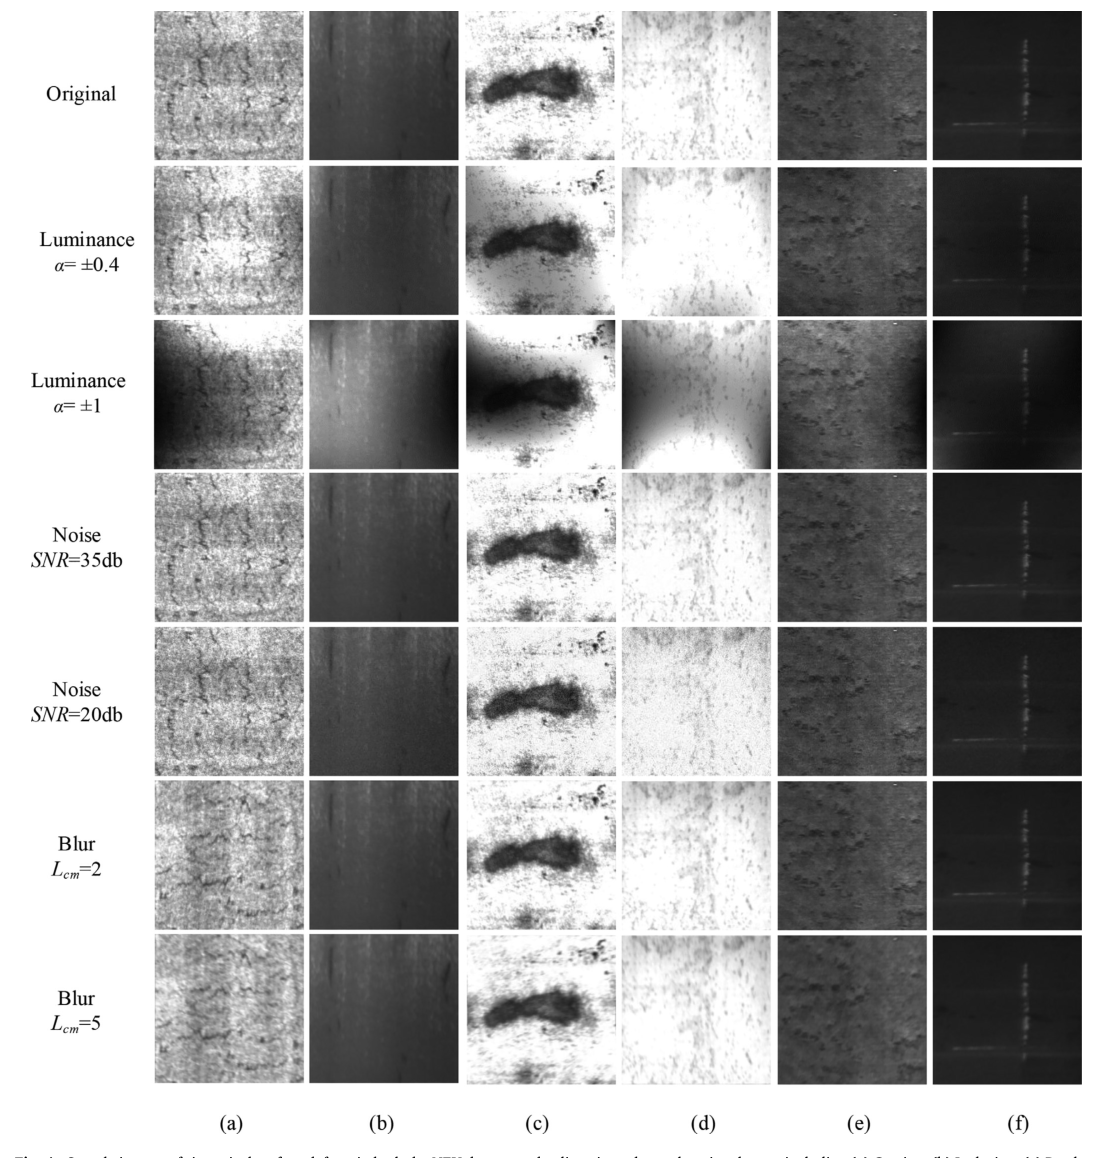 Original
Luminance
α= ±0.4
Luminance
α= ±1
Noise
SNR=35db
Noise
SNR=20db
Blur
Lcm=2
Blur
Lcm=5
(a) (b) (c) (d) (e) (f)